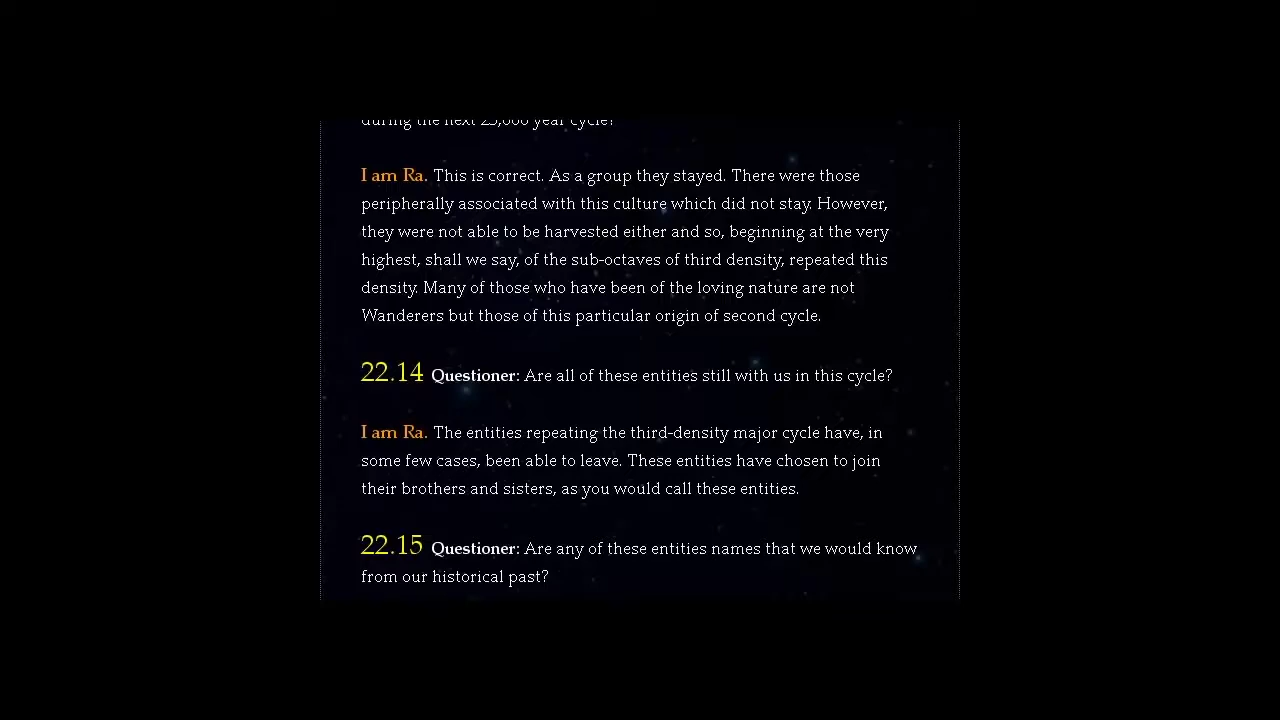 during the next 25,000 year cycle?
I am Ra. This is correct. As a group they stayed. There were those
peripherally associated with this culture which did not stay. However,
they were not able to be harvested either and so, beginning at the very
highest, shall we say, of the sub-octaves of third density, repeated this
density. Many of those who have been of the loving nature are not
Wanderers but those of this particular origin of second cycle.
22.14 Questioner: Are all of these entities still with us in this cycle?
I am Ra. The entities repeating the third-density major cycle have, in
some few cases, been able to leave. These entities have chosen to join
their brothers and sisters, as you would call these entities.
22.15 Questioner: Are any of these entities names that we would know
from our historical past?